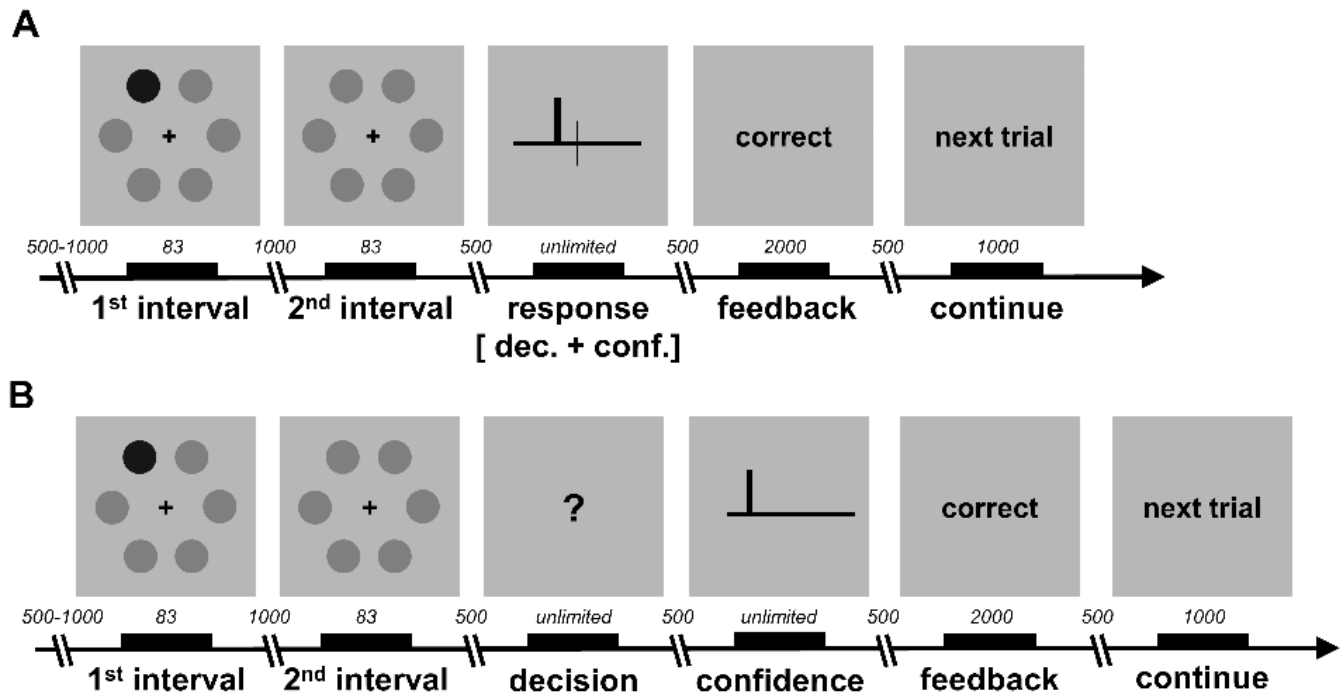 A
correct
next trial
500-1000 83 1000 83 500 unlimited 500 2000 500 1000
1st interval 2nd interval response feedback continue
[ dec. + conf.]
B
? correct next trial
500-1000 83 1000 83 500 unlimited 500 unlimited 500 2000 500 1000
1st interval 2nd interval decision confidence feedback continue